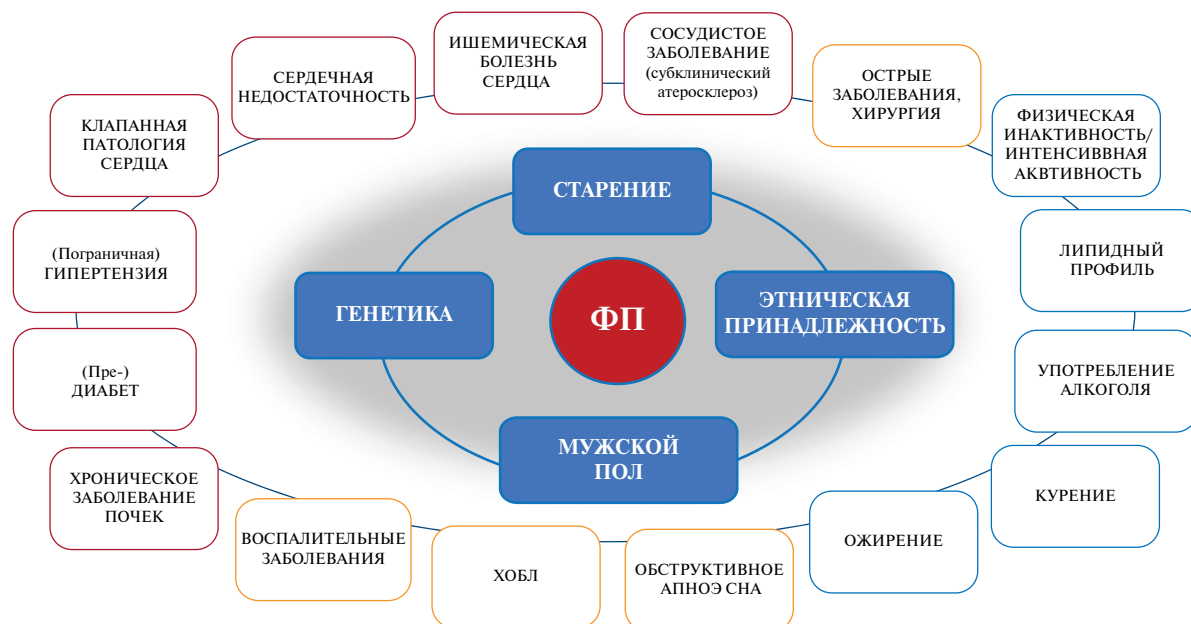 ИШЕМИЧЕСКАЯ
БОЛЕЗНЬ
СЕРДЦА
СОСУДИСТОЕ
ЗАБОЛЕВАНИЕ
(субклинический
атеросклероз)
СЕРДЕЧНАЯ
НЕДОСТАТОЧНОСТЬ
ОСТРЫЕ
ЗАБОЛЕВАНИЯ,
ХИРУРГИЯ
КЛАПАННАЯ
ПАТОЛОГИЯ
СЕРДЦА
ФИЗИЧЕСКАЯ
ИНАКТИВНОСТЬ/
ИНТЕНСИВВНАЯ
АКВТИВНОСТЬ
СТАРЕНИЕ
(Пограничная)
ГИПЕРТЕНЗИЯ
ЛИПИДНЫЙ
ПРОФИЛЬ
ГЕНЕТИКА
ФП
ЭТНИЧЕСКАЯ
ПРИНАДЛЕЖНОСТЬ
(Пре-)
ДИАБЕТ
УПОТРЕБЛЕНИЕ
АЛКОГОЛЯ
МУЖСКОЙ
ПОЛ
ХРОНИЧЕСКОЕ
ЗАБОЛЕВАНИЕ
ПОЧЕК
КУРЕНИЕ
ВОСПАЛИТЕЛЬНЫЕ
ЗАБОЛЕВАНИЯ
ХОБЛ
ОБСТРУКТИВНОЕ
АПНОЭ СНА
ОЖИРЕНИЕ